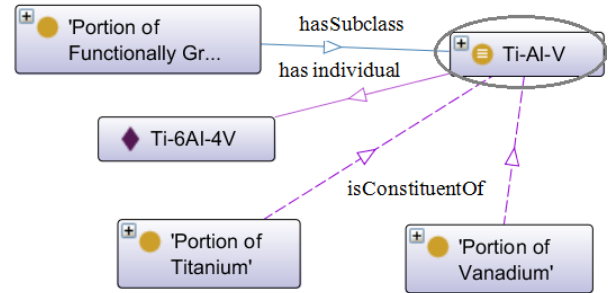 'Portion of
Functionally Gr...
hasSubclass
Ti-Al-V
has individual
Ti-6Al-4V
isConstituentOf
'Portion of
Titanium'
'Portion of
Vanadium'